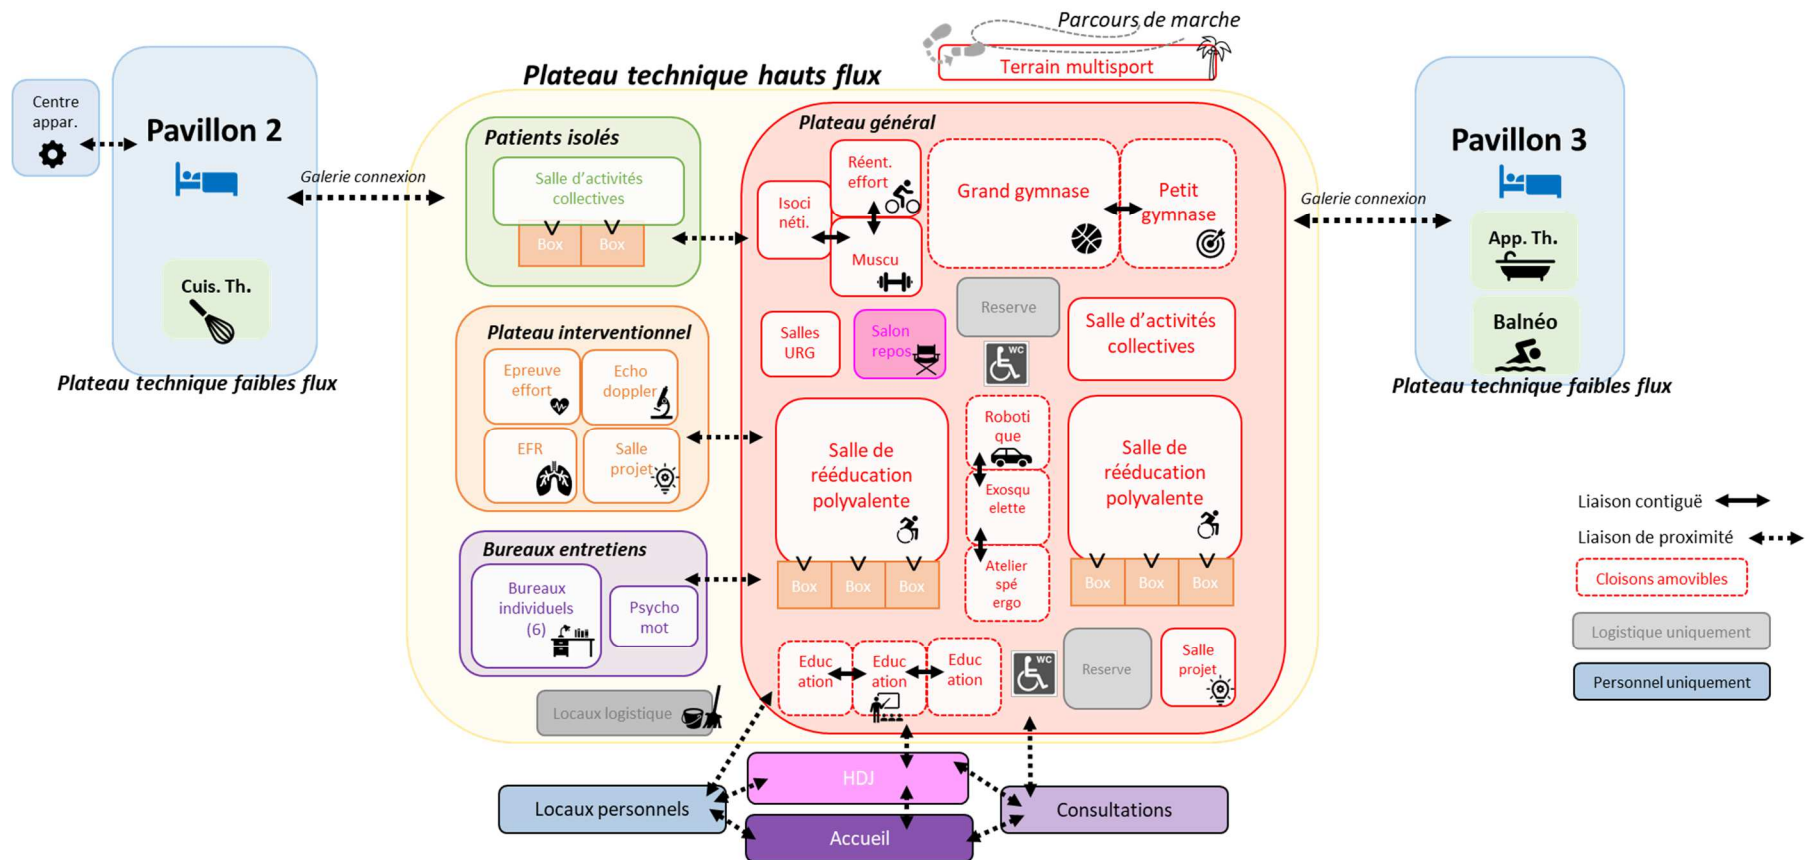 Parcours de marche
Terrain multisport
Plateau technique hauts flux
Centre
appar.
Pavillon 2
Galerie connexion
Cuis. Th.
Plateau technique faibles flux
Patients isolés
Salle d'activités
collectives
Box
Box
Plateau interventionnel
Epreuve
effort
Echo
doppler
EFR
Salle
projet
Bureaux entretiens
Bureaux
individuels
(6)
Psycho
mot
Locaux logistique
Plateau général
Réent.
effort
Isoci
néti.
Muscu
Grand gymnase
Petit
gymnase
Salles
URG
Salon
repos
Reserve
WC
Salle d'activités
collectives
Salle de
rééducation
polyvalente
Box
Box
Box
Roboti
que
Exosqu
elette
Atelier
spé
ergo
Salle de
rééducation
polyvalente
Box
Box
Box
Educ
ation
Educ
ation
Educ
ation
WC
Reserve
Salle
projet
Locaux personnels
HDJ
Accueil
Consultations
Galerie connexion
Pavillon 3
App. Th.
Balnéo
Plateau technique faibles flux
Liaison contiguë
Liaison de proximité
Cloisons amovibles
Logistique uniquement
Personnel uniquement